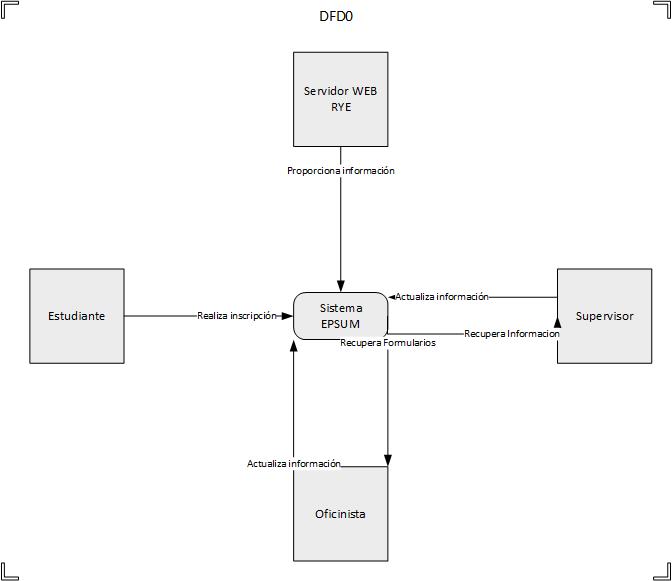 DFD0
Servidor WEB
RYE
Proporciona información
Estudiante
Realiza inscripción
Sistema
EPSUM
Actualiza información
Recupera Informacion
Supervisor
Recupera Formularios
Actualiza información
Oficinista